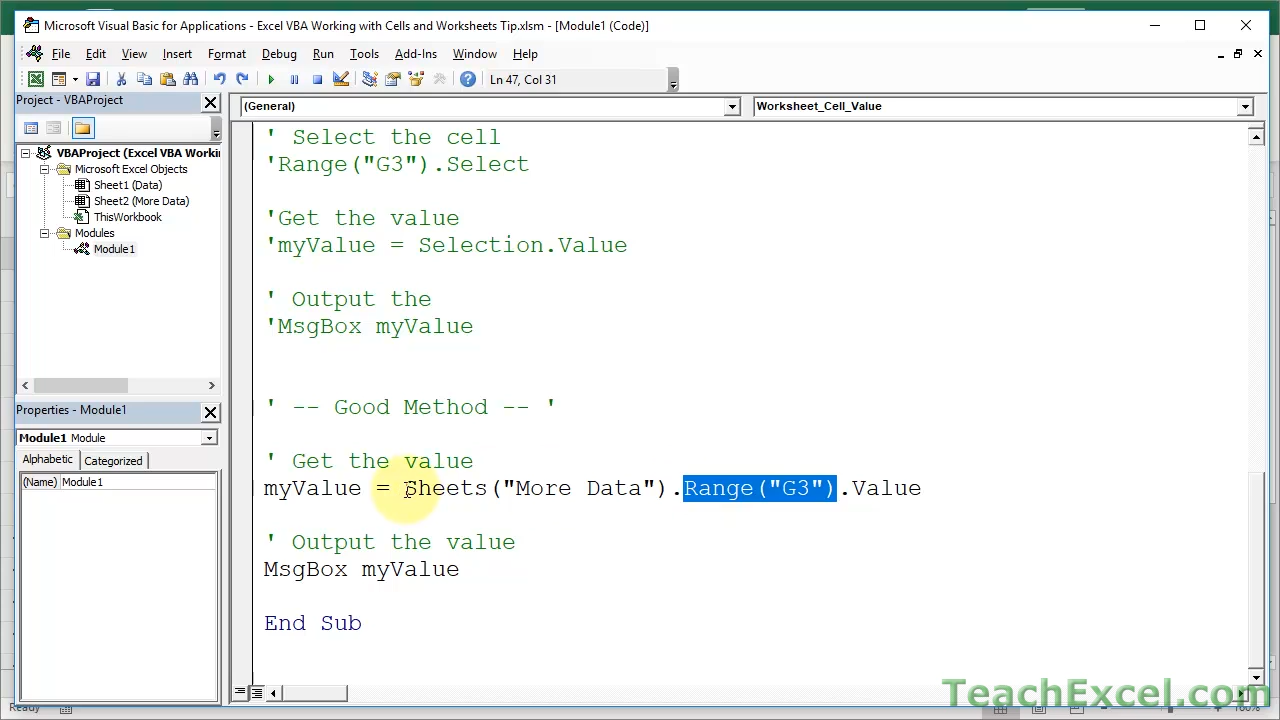 Microsoft Visual Basic for Applications - Excel VBA Working with Cells and Worksheets Tip.xlsm - [Module1 (Code)]
File Edit View Insert Format Debug Run Tools Add-Ins Window Help
Ln 47, Col 31
Project - VBAProject
VBAProject (Excel VBA Worki
Microsoft Excel Objects
Sheet1 (Data)
Sheet2 (More Data)
ThisWorkbook
Modules
Module1
Properties - Module1
Module1 Module
Alphabetic Categorized
(Name) Module1
(General) Worksheet_Cell_Value
' Select the cell
'Range("G3").Select
'Get the value
'myValue = Selection.Value
' Output the
'MsgBox myValue
' -- Good Method -- '
' Get the value
myValue = Sheets("More Data").Range("G3").Value
' Output the value
MsgBox myValue
End Sub
TeachExcel.com
Ready
100%